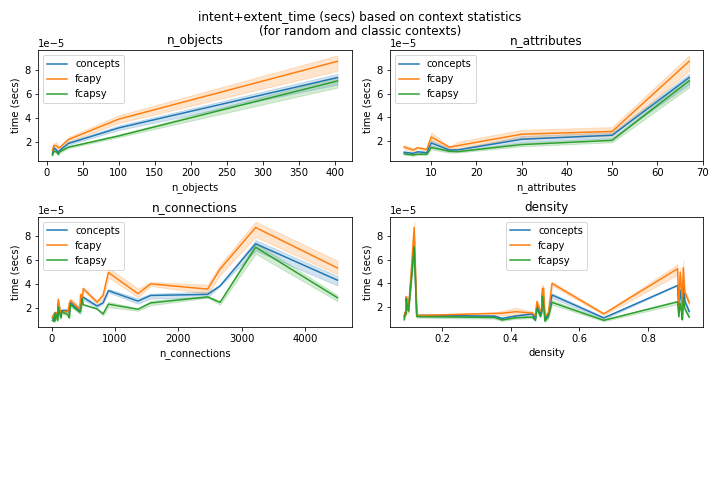 intent+extent_time (secs) based on context statistics
(for random and classic contexts)
n_objects
1e−5
time (secs)
8
6
4
2
concepts
fcapy
fcapsy
0 50 100 150 200 250 300 350 400
n_objects
n_attributes
1e−5
time (secs)
8
6
4
2
concepts
fcapy
fcapsy
10 20 30 40 50 60 70
n_attributes
n_connections
1e−5
time (secs)
8
6
4
2
concepts
fcapy
fcapsy
0 1000 2000 3000 4000
n_connections
density
1e−5
time (secs)
8
6
4
2
concepts
fcapy
fcapsy
0.2 0.4 0.6 0.8
density